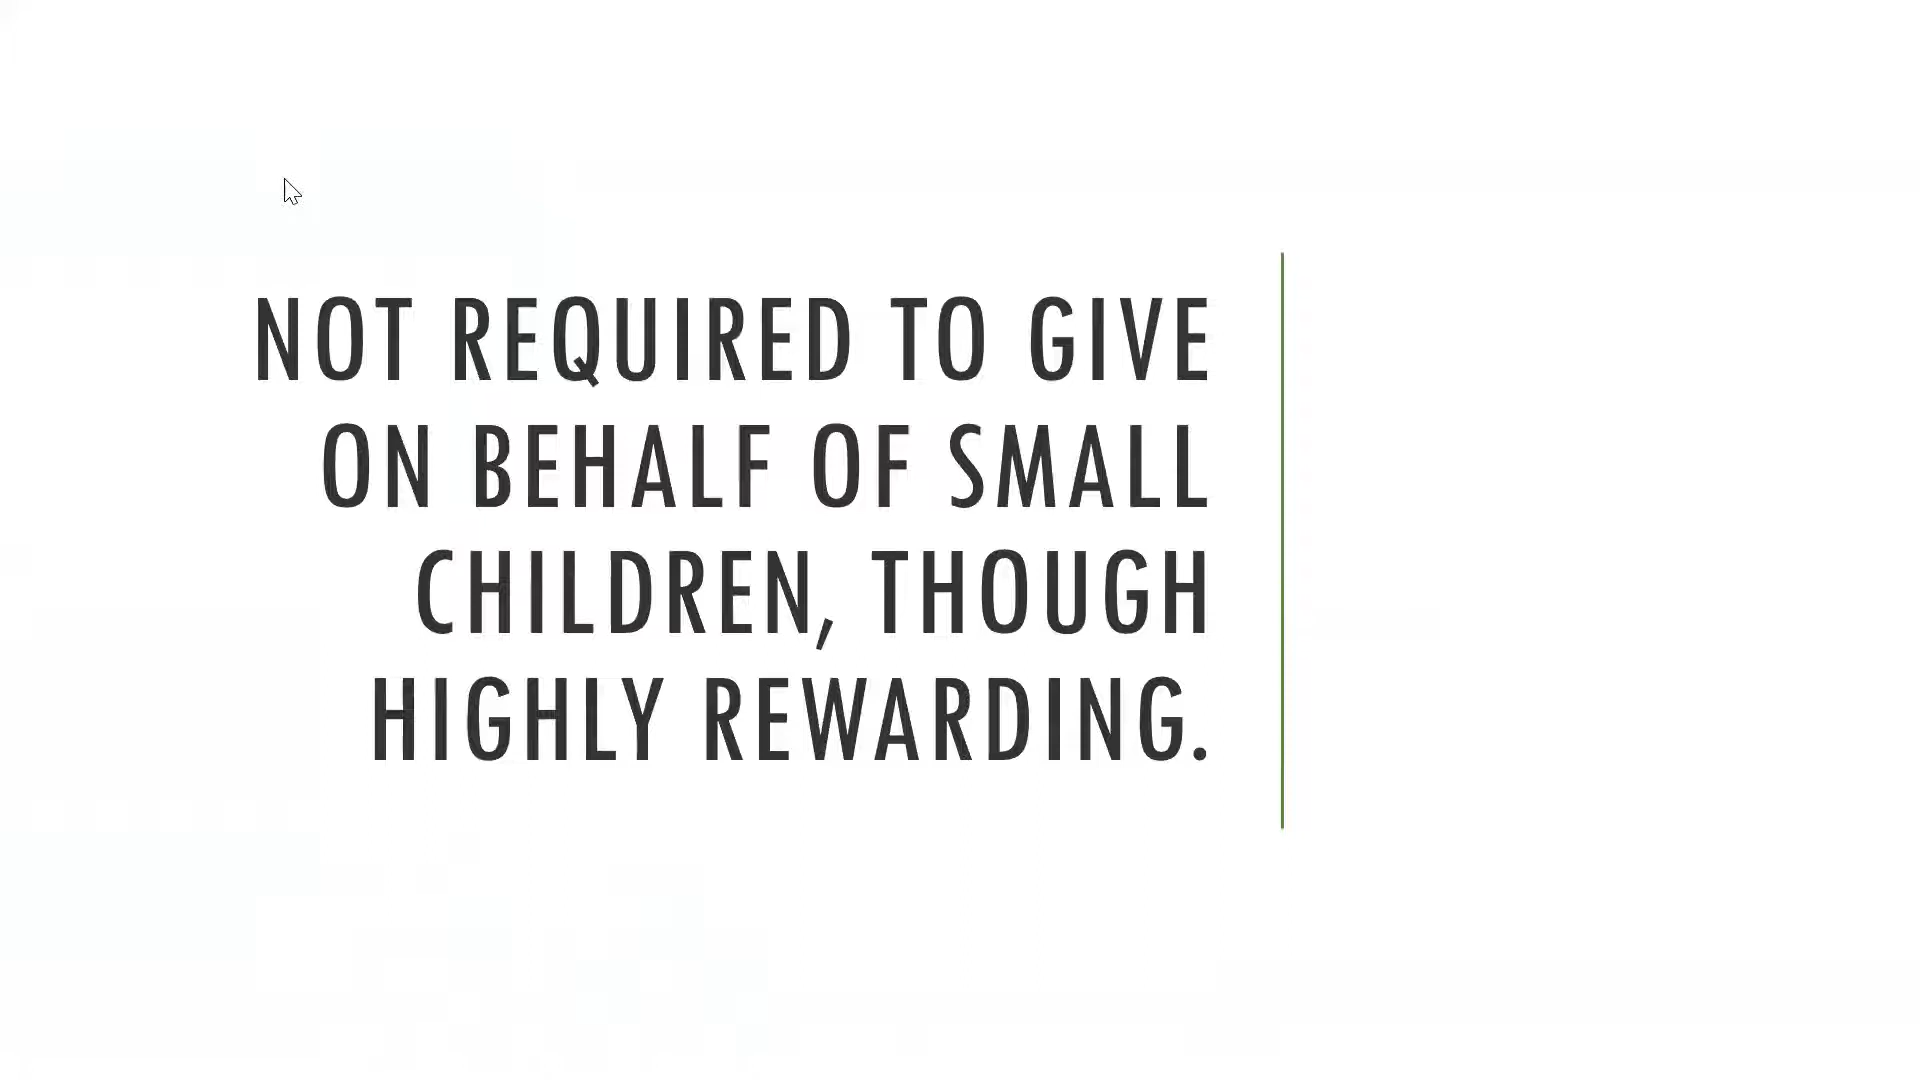 NOT REQUIRED TO GIVE
ON BEHALF OF SMALL
CHILDREN, THOUGH
HIGHLY REWARDING.